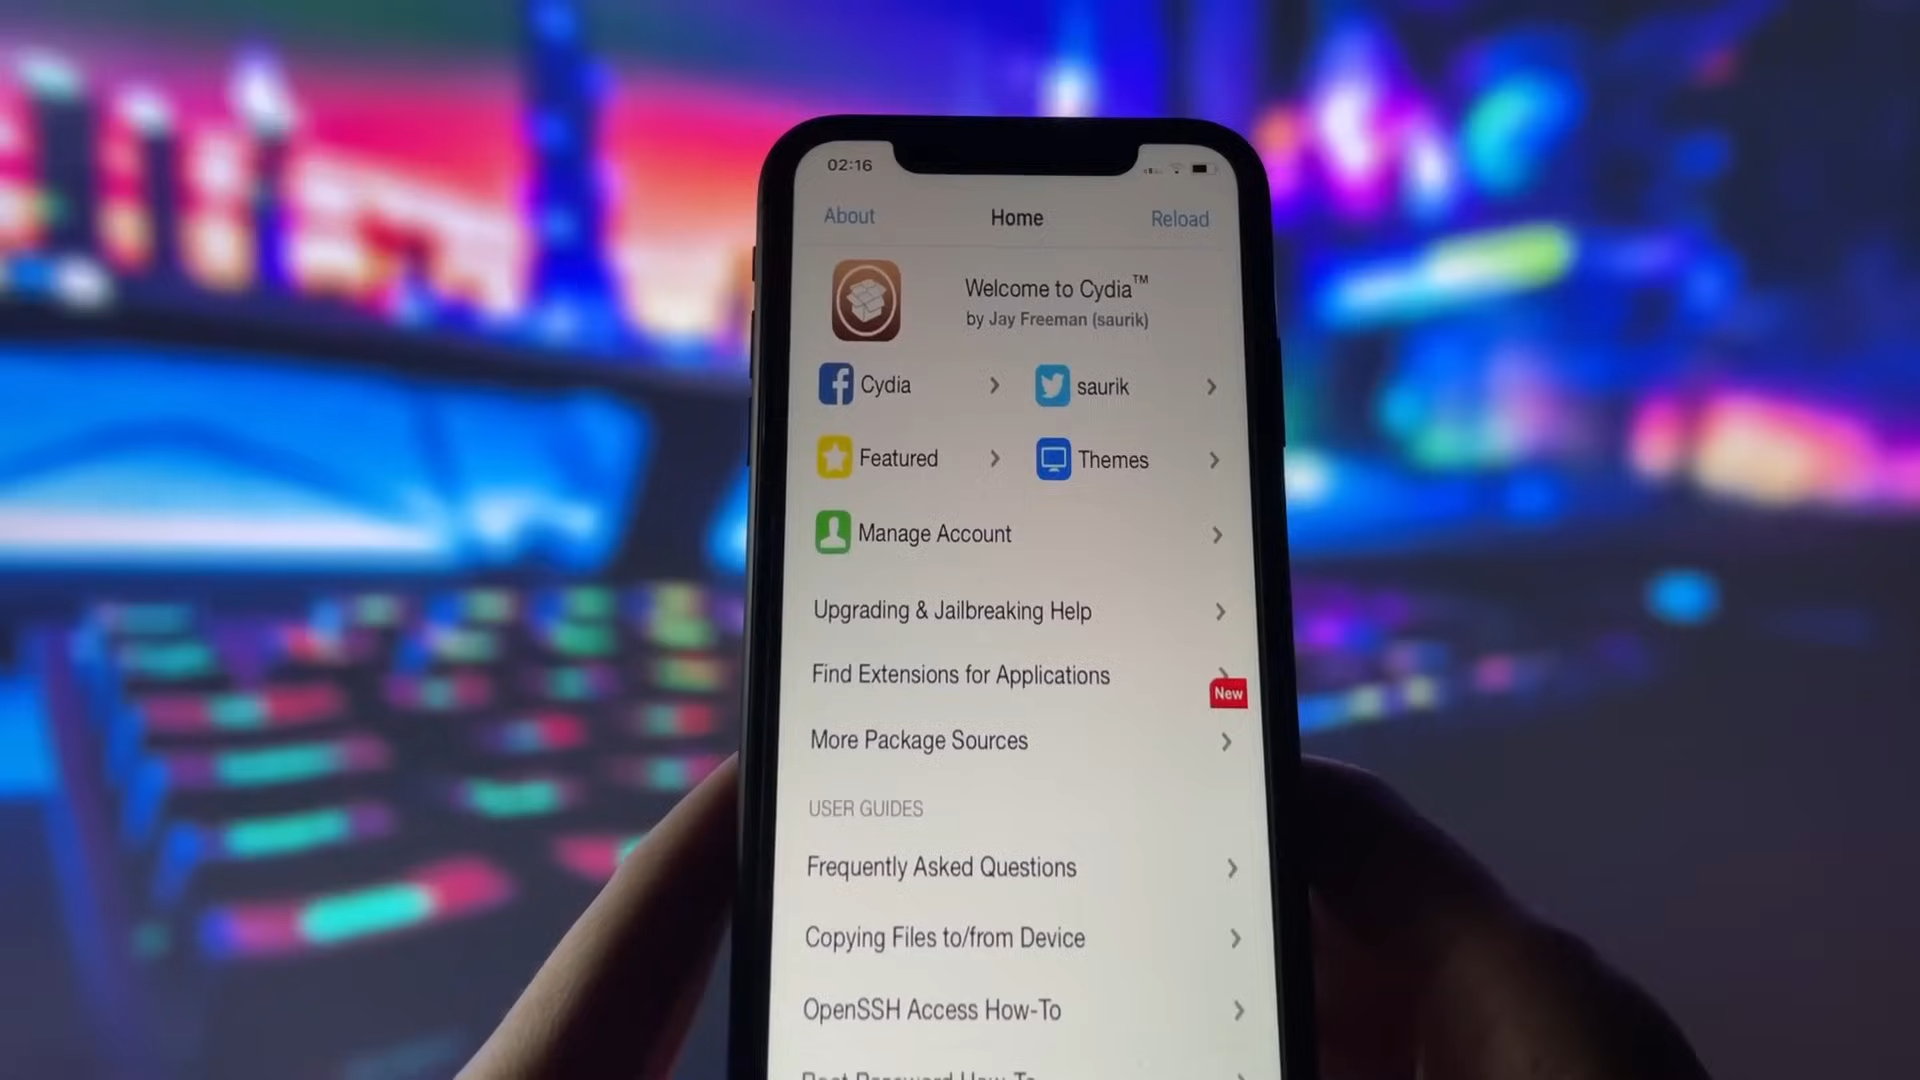 02:16
About Home Reload
Welcome to Cydia™
by Jay Freeman (saurik)
Cydia saurik
Featured Themes
Manage Account
Upgrading & Jailbreaking Help
Find Extensions for Applications
New
More Package Sources
USER GUIDES
Frequently Asked Questions
Copying Files to/from Device
OpenSSH Access How-To